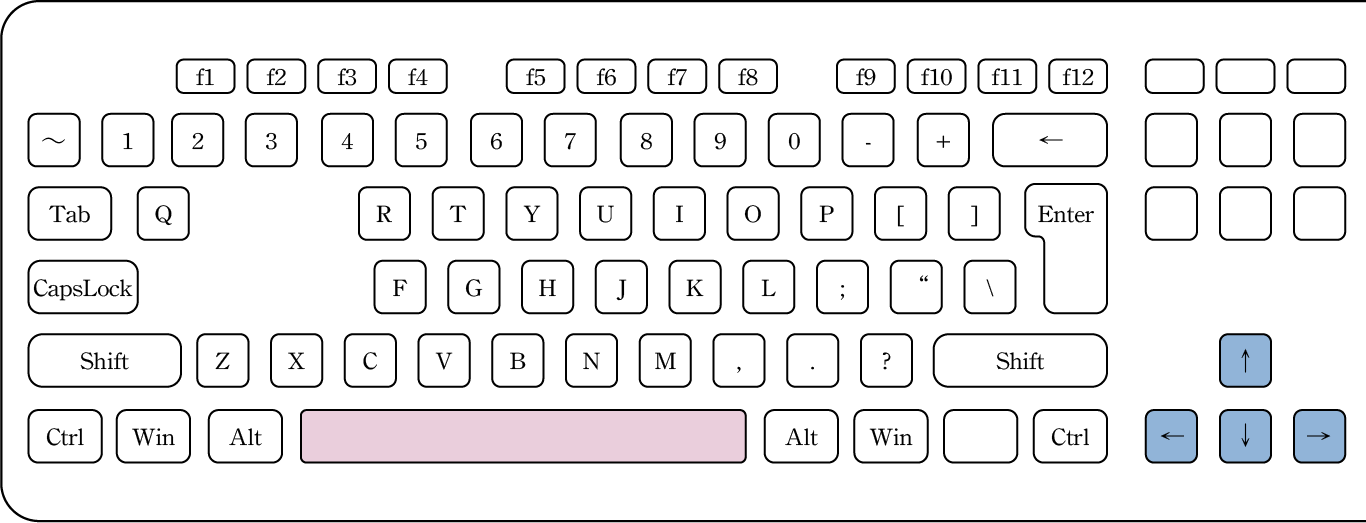 f1 f2 f3 f4 f5 f6 f7 f8 f9 f10 f11 f12
～ 1 2 3 4 5 6 7 8 9 0 - + ←
Tab Q R T Y U I O P [ ] Enter
CapsLock F G H J K L ; “ \
Shift Z X C V B N M , . ? Shift ↑
Ctrl Win Alt Alt Win Ctrl ← ↓ →